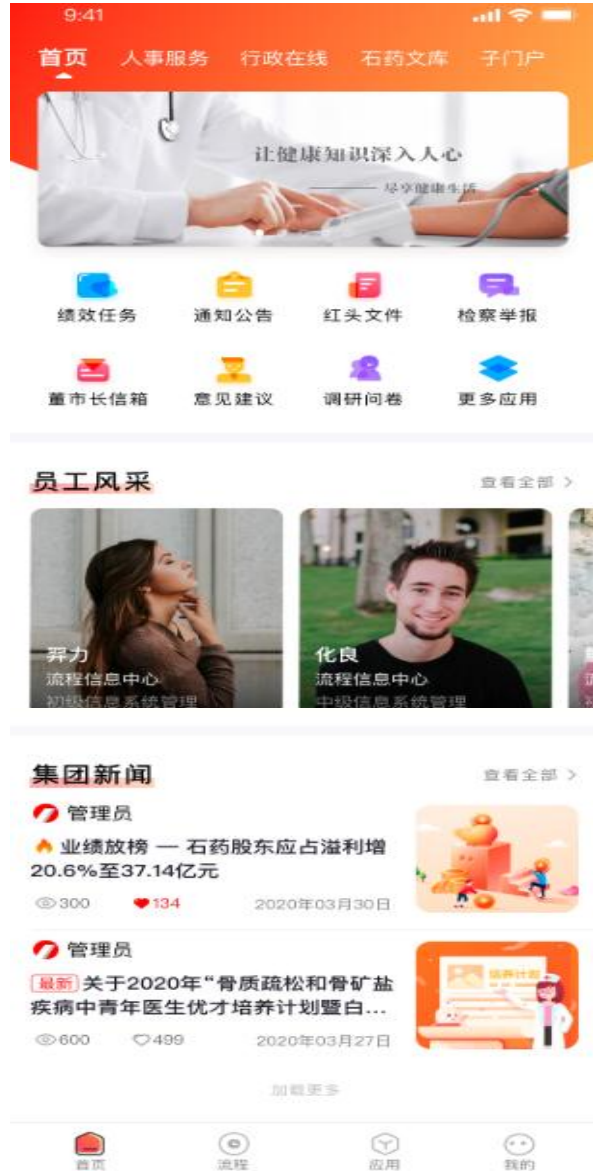 9:41
首页 人事服务 行政在线 石药文库 子门户
让健康知识深入人心
尽享健康生活
绩效任务 通知公告 红头文件 检察举报
董市长信箱 意见建议 调研问卷 更多应用
员工风采 查看全部
羿力 化良
流程信息中心 流程信息中心
初级信息系统管理 中级信息系统管理
集团新闻 查看全部
管理员
业绩放榜 — 石药股东应占溢利增
20.6%至37.14亿元
300 134 2020年03月30日
管理员
最新 关于2020年“骨质疏松和骨矿盐
疾病中青年医生优才培养计划暨白...
培养计划
600 499 2020年03月27日
加载更多
首页 流程 应用 我的